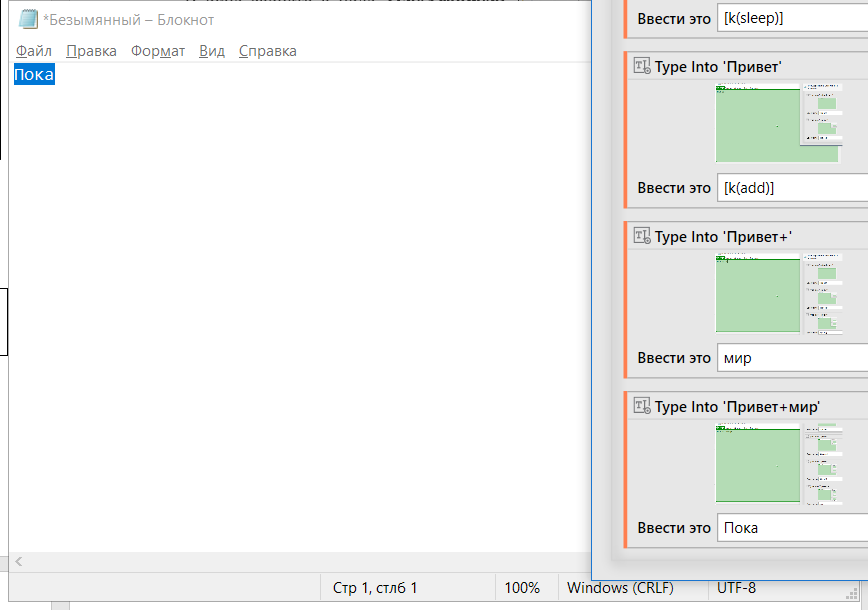 *Безымянный – Блокнот
Файл Правка Формат Вид Справка
Пока
Стр 1, стлб 1
100%
Windows (CRLF)
UTF-8
Ввести это
[k(sleep)]
Type Into 'Привет'
Ввести это
[k(add)]
Type Into 'Привет+'
Ввести это
мир
Type Into 'Привет+мир'
Ввести это
Пока